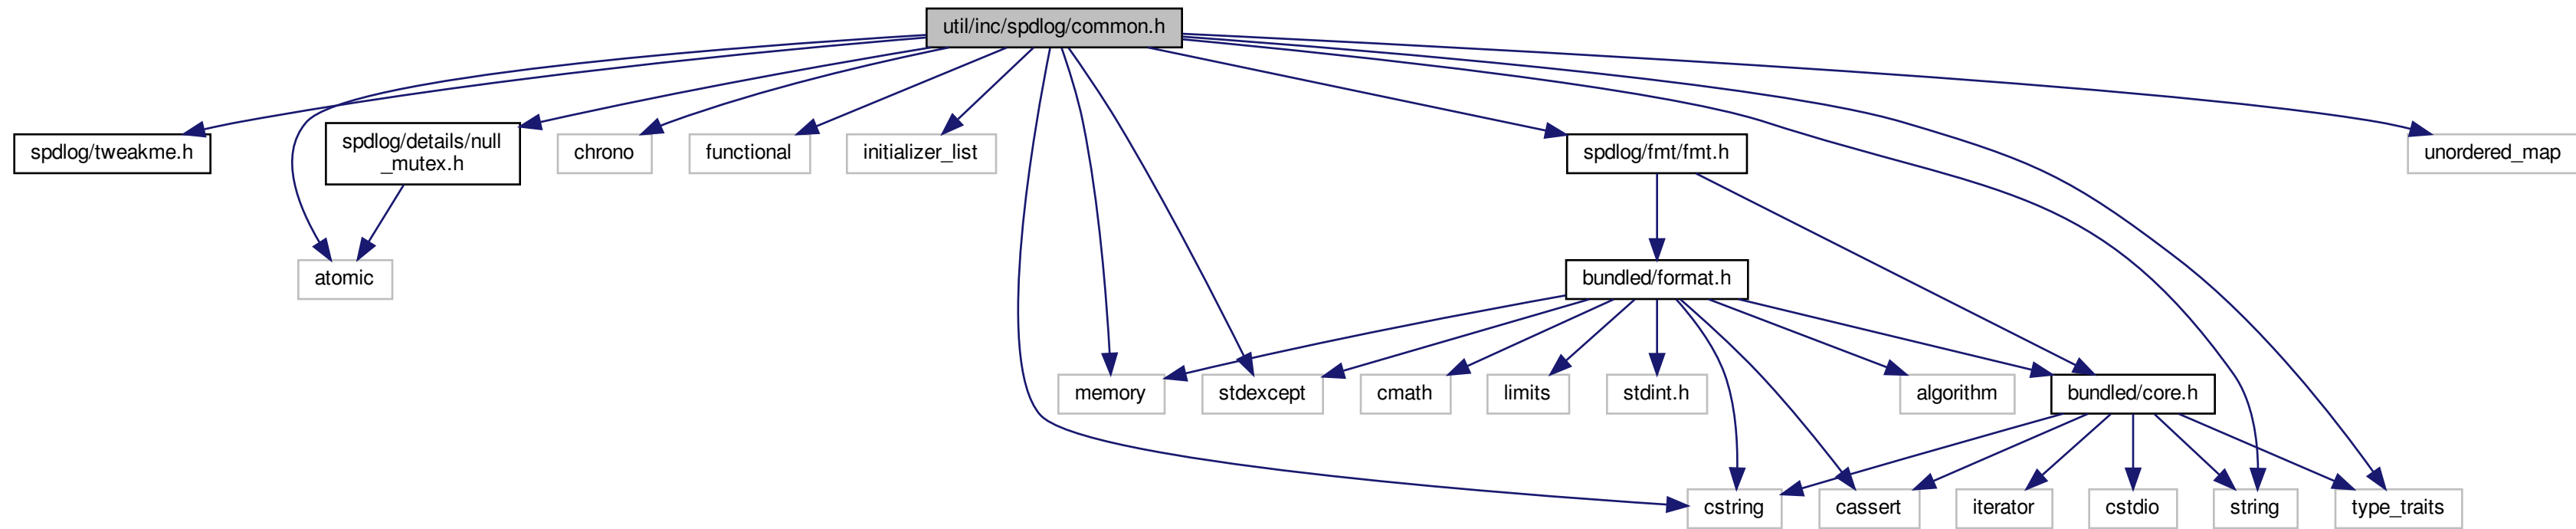 util/inc/spdlog/common.h
spdlog/tweakme.h
spdlog/details/null
_mutex.h
chrono
functional
initializer_list
spdlog/fmt/fmt.h
unordered_map
atomic
bundled/format.h
memory
stdexcept
cmath
limits
stdint.h
algorithm
bundled/core.h
cstring
cassert
iterator
cstdio
string
type_traits